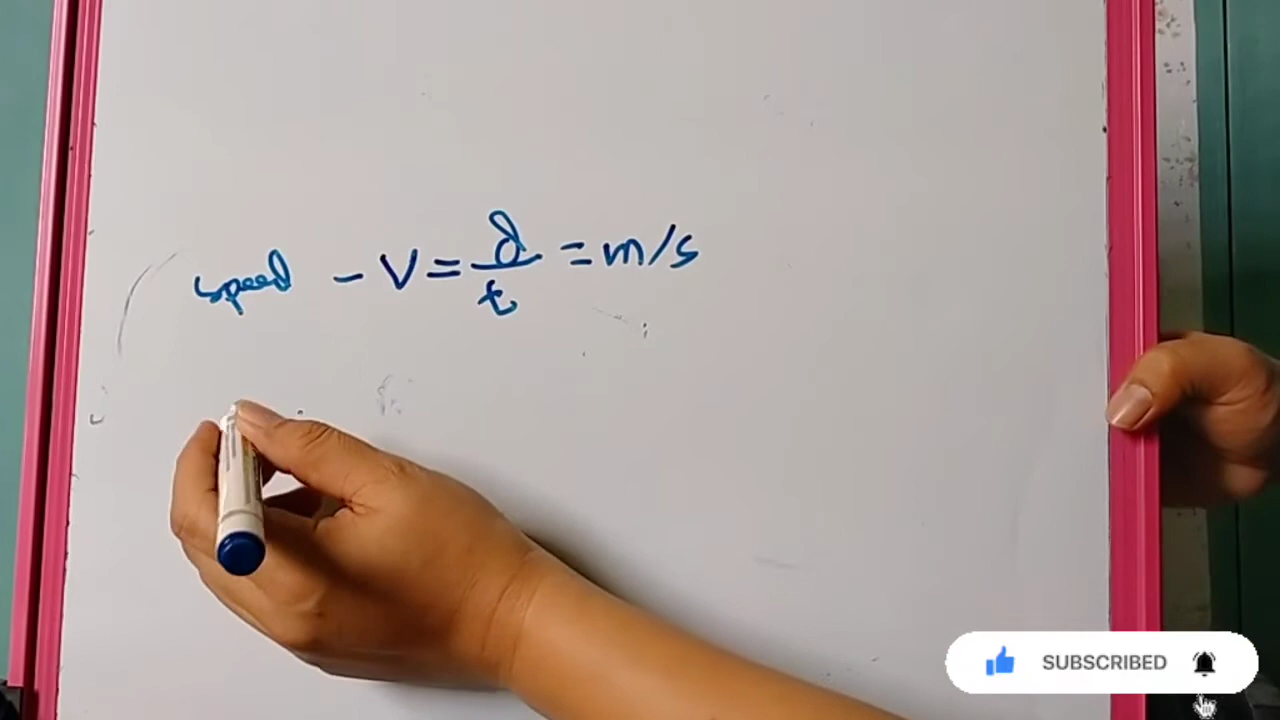 speed - V = d/t = m/s
SUBSCRIBED